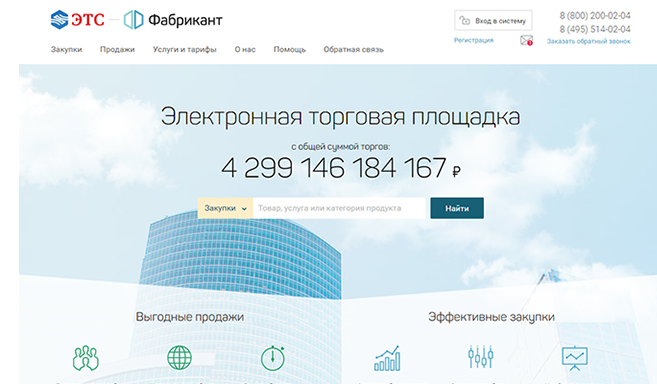 ЭТС — Фабрикант
Вход в систему
8 (800) 200-02-04
8 (495) 514-02-04
Регистрация
1
Заказать обратный звонок
Закупки Продажи Услуги и тарифы О нас Помощь Обратная связь
Электронная торговая площадка
с общей суммой торгов:
4 299 146 184 167 ₽
Закупки Товар, услуга или категория продукта Найти
Выгодные продажи
Эффективные закупки